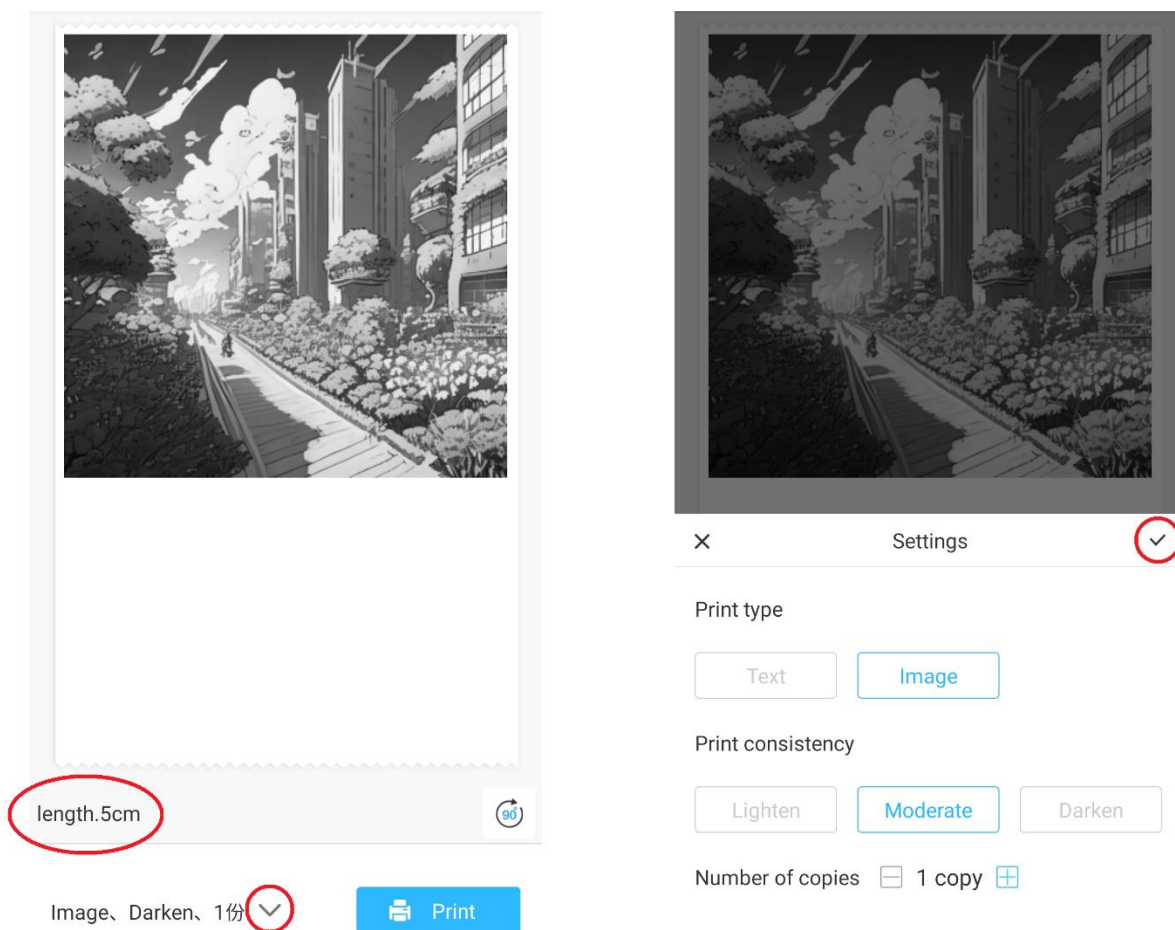 length.5cm
90°
Image、Darken、1份
Print
Settings
Print type
Text
Image
Print consistency
Lighten
Moderate
Darken
Number of copies
1 copy